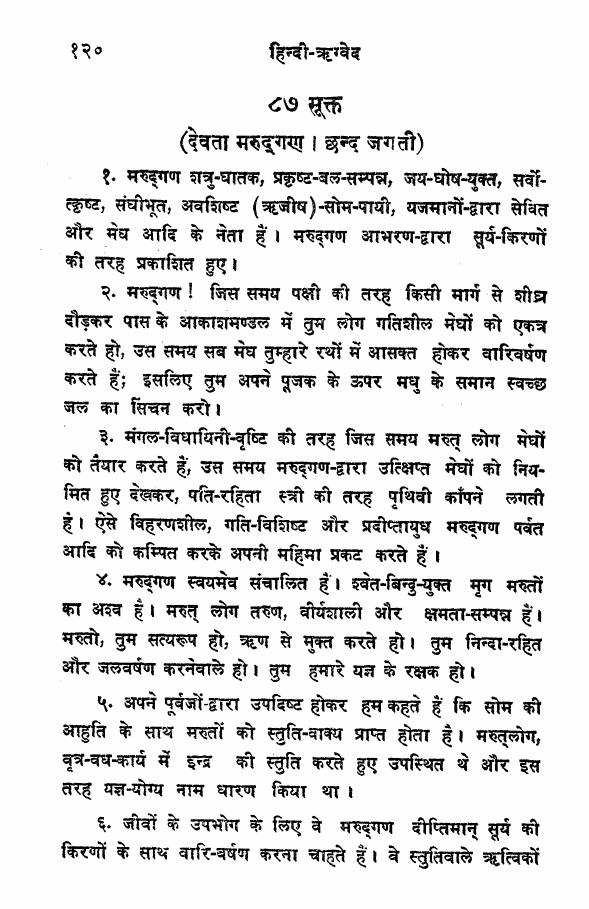 १२० हिन्दी-ऋग्वेद
८७ सूक्त
(देवता मरुद्गण। छन्द जगती)
१. मरुद्गण शत्रु-घातक, प्रकृष्ट-बल-सम्पन्न, जय-घोष-युक्त, सर्वो-
त्कृष्ट, संघीभूत, अवशिष्ट (ऋजीष)-सोम-पायी, यजमानों-द्वारा सेवित
और मेघ आदि के नेता हैं। मरुद्गण आभरण-द्वारा सूर्य-किरणों
की तरह प्रकाशित हुए।
२. मरुद्गण! जिस समय पक्षी की तरह किसी मार्ग से शीघ्र
दौड़कर पास के आकाशमण्डल में तुम लोग गतिशील मेघों को एकत्र
करते हो, उस समय सब मेघ तुम्हारे रथों में आसक्त होकर वारिवर्षण
करते हैं; इसलिए तुम अपने पूजक के ऊपर मधु के समान स्वच्छ
जल का सिंचन करो।
३. मंगल-विधायिनी-वृष्टि की तरह जिस समय मरुत् लोग मेघों
को तैयार करते हैं, उस समय मरुद्गण-द्वारा उत्क्षिप्त मेघों को निय-
मित हुए देखकर, पति-रहिता स्त्री की तरह पृथिवी काँपने लगती
है। ऐसे विहरणशील, गति-विशिष्ट और प्रदीप्तायुध मरुद्गण पर्वत
आदि को कम्पित करके अपनी महिमा प्रकट करते हैं।
४. मरुद्गण स्वयमेव संचालित हैं। श्वेत-बिन्दु-युक्त मृग मरुतों
का अश्व है। मरुत् लोग तरुण, वीर्यशाली और क्षमता-सम्पन्न हैं।
मरुतो, तुम सत्यरूप हो, ऋण से मुक्त करते हो। तुम निन्दा-रहित
और जलवर्षण करनेवाले हो। तुम हमारे यज्ञ के रक्षक हो।
५. अपने पूर्वजों-द्वारा उपदिष्ट होकर हम कहते हैं कि सोम की
आहुति के साथ मरुतों को स्तुति-वाक्य प्राप्त होता है। मरुत्लोग,
वृत्र-वध-कार्य में इन्द्र की स्तुति करते हुए उपस्थित थे और इस
तरह यज्ञ-योग्य नाम धारण किया था।
६. जीवों के उपभोग के लिए वे मरुद्गण दीप्तिमान् सूर्य की
किरणों के साथ वारि-वर्षण करना चाहते हैं। वे स्तुतिवाले ऋत्विकों